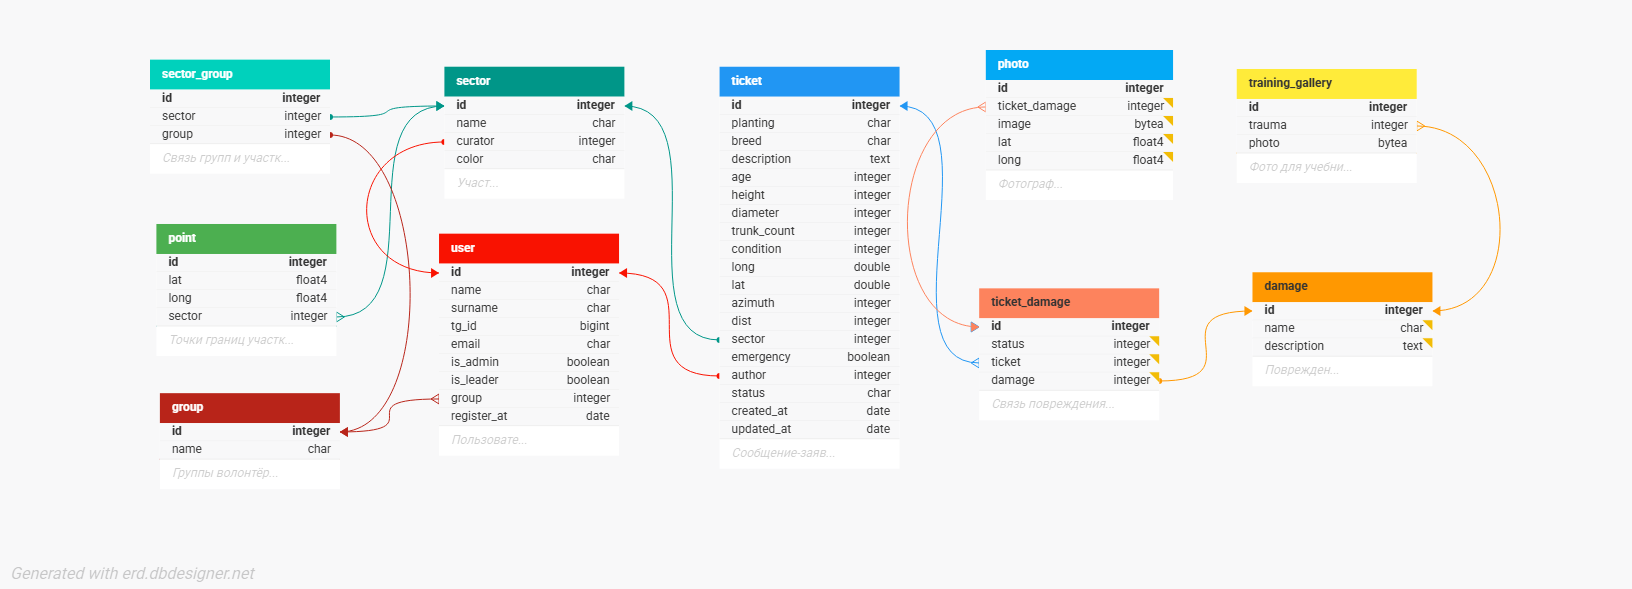 sector_group
id integer
sector integer
group integer
Связь групп и участк...
sector
id integer
name char
curator integer
color char
Участ...
ticket
id integer
planting char
breed char
description text
age integer
height integer
diameter integer
trunk_count integer
condition integer
long double
lat double
azimuth integer
dist integer
sector integer
emergency boolean
author integer
status char
created_at date
updated_at date
Сообщение-заяв...
photo
id integer
ticket_damage integer
image bytea
lat float4
long float4
Фотограф...
training_gallery
id integer
trauma integer
photo bytea
Фото для учебни...
point
id integer
lat float4
long float4
sector integer
Точки границ участк...
user
id integer
name char
surname char
tg_id bigint
email char
is_admin boolean
is_leader boolean
group integer
register_at date
Пользовате...
ticket_damage
id integer
status integer
ticket integer
damage integer
Связь повреждения...
damage
id integer
name char
description text
Поврежден...
group
id integer
name char
Группы волонтёр...
Generated with erd.dbdesigner.net